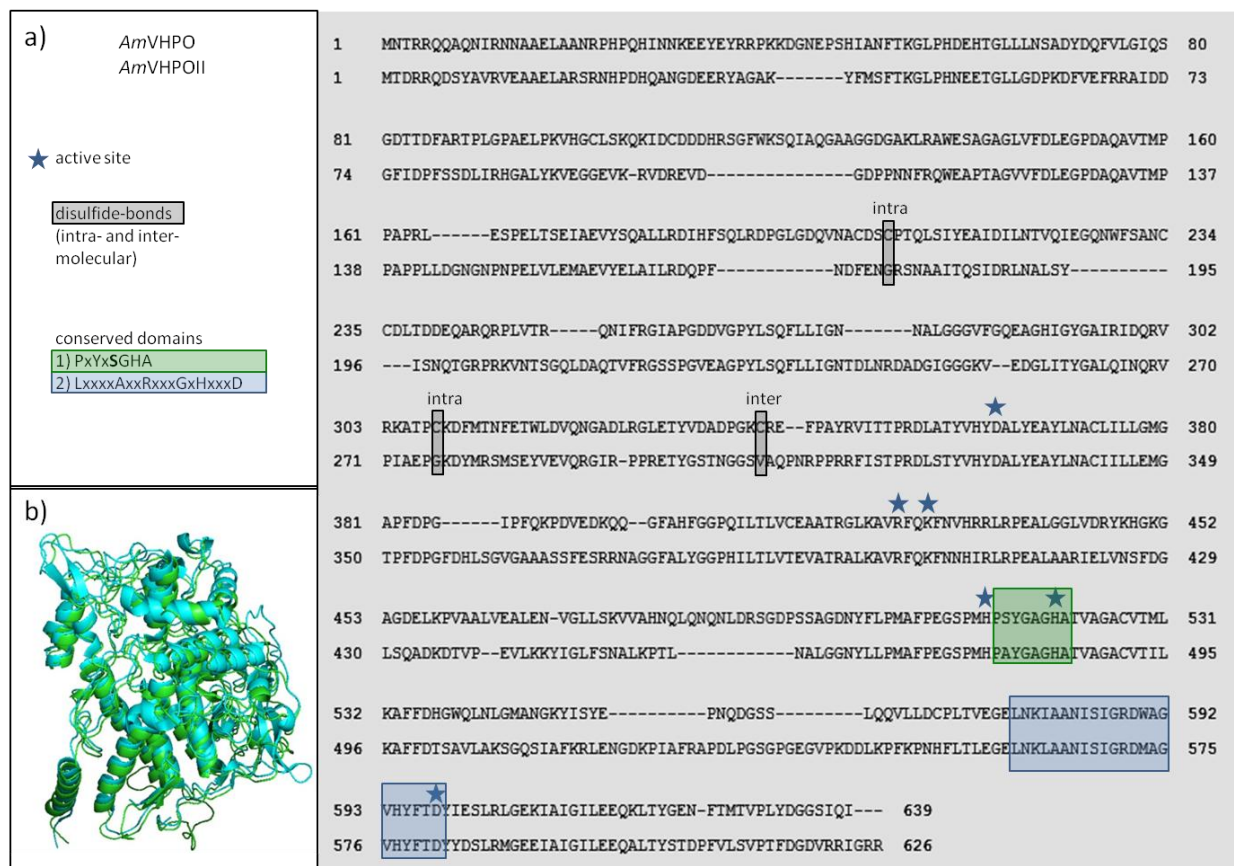 a)
AmVHPO
AmVHPOII
active site
disulfide-bonds
(intra- and inter-
molecular)
conserved domains
1) PxYxSGHA
2) LxxxxAxxRxxxGxHxxxD
b)
1 MNTRRQQAQNIRNNAAELAANRPHPQHINNKEEYEYRRPKKDGNEPSHIANFTKGLPHDEHTGLLLNSADYDQFVLGIQS 80
1 MTDRRQDSYAVRVEAAELARSRNHPDHQANGDEERYAGAK-------YFMSFTKGLPHNEETGLLGDPKDFVEFRRAIDD 73
81 GDTTDFARTPLGPAELPKVHGCLSKQKIDCDDDHRSGFWKSQIAQGAAGGDGAKLRAWESAGAGLVFDLEGPDAQAVTMP 160
74 GFIDPFSSDLIRHGALYKVEGGEVK-RVDREVD---------------GDPPNNFRQWEAPTAGVVFDLEGPDAQAVTMP 137
intra
161 PAPRL------ESPELTSEIAEVYSQALLRDIHFSQLRDPGLGDQVNACDSCPTQLSIYEAIDILNTVQIEGQNWFSANC 234
138 PAPPLLDGNGNPNPELVLEMAEVYELAILRDQPF------------NDFENGRSNAAITQSIDRLNALSY---------- 195
235 CDLTDDEQARQRPLVTR-----QNIFRGIAPGDDVGPYLSQFLLIGN-------NALGGGVFGQEAGHIGYGAIRIDQRV 302
196 ---ISNQTGRPRKVNTSGQLDAQTVFRGSSPGVEAGPYLSQFLLIGNTDLNRDADGIGGGKV--EDGLITYGALQINQRV 270
intra inter
303 RKATPCKDFMTNFETWLDVQNGADLRGLETYVDADPGKCRE--FPAYRVITTPRDLATYVHYDALYEAYLNACLILLGMG 380
271 PIAEPGKDYMRSMSEYVEVQRGIR-PPRETYGSTNGGSVAQPNRPPRRFISTPRDLSTYVHYDALYEAYLNACIILLEMG 349
381 APFDPG------IPFQKPDVEDKQQ--GFAHFGGPQILTLVCEAATRGLKAVRFQKFNVHRRLRPEALGGLVDRYKHGKG 452
350 TPFDPGFDHLSGVGAAASSFESRRNAGGFALYGGPHILTLVTEVATRALKAVRFQKFNNHIRLRPEALAARIELVNSFDG 429
453 AGDELKPVAALVEALEN-VGLLSKVVAHNQLQNQNLDRSGDPSSAGDNYFLPMAFPEGSPMHPSYGAGHATVAGACVTML 531
430 LSQADKDTVP--EVLKKYIGLFSNALKPTL-----------NALGGNYLLPMAFPEGSPMHPAYGAGHATVAGACVTIL 495
532 KAFFDHGWQLNLGMANGKYISYE----------PNQDGSS---------LQQVLLDCPLTVEGELNKIAANISIGRDWAG 592
496 KAFFDTSAVLAKSGQSIAFKRLENGDKPIAFRAPDLPGSGPGEGVPKDDLKPFKPNHFLTLEGELNKLAANISIGRDMAG 575
593 VHYFTDYIESLRLGEKIAIGILEEQKLTYGEN-FTMTVPLYDGGSIQI--- 639
576 VHYFTDYYDSLRMGEEIAIGILEEQALTYSTDPFVLSVPTFDGDVRRIGRR 626